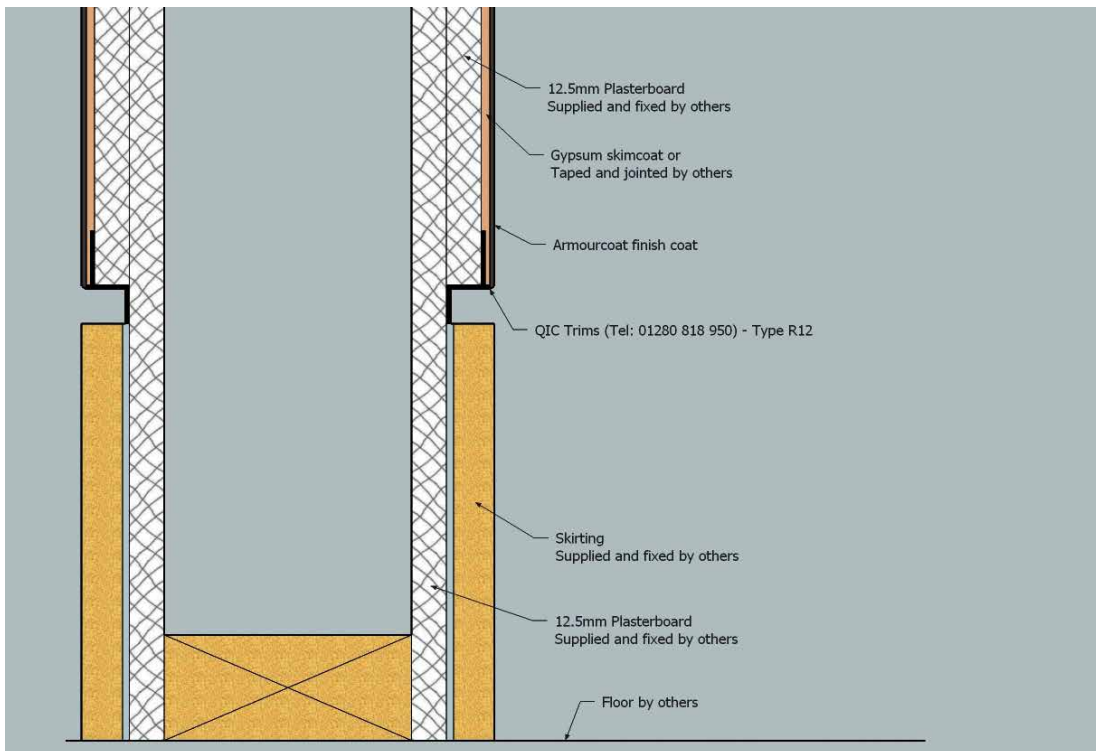 12.5mm Plasterboard
Supplied and fixed by others
Gypsum skimcoat or
Taped and jointed by others
Armourcoat finish coat
QIC Trims (Tel: 01280 818 950) - Type R12
Skirting
Supplied and fixed by others
12.5mm Plasterboard
Supplied and fixed by others
Floor by others